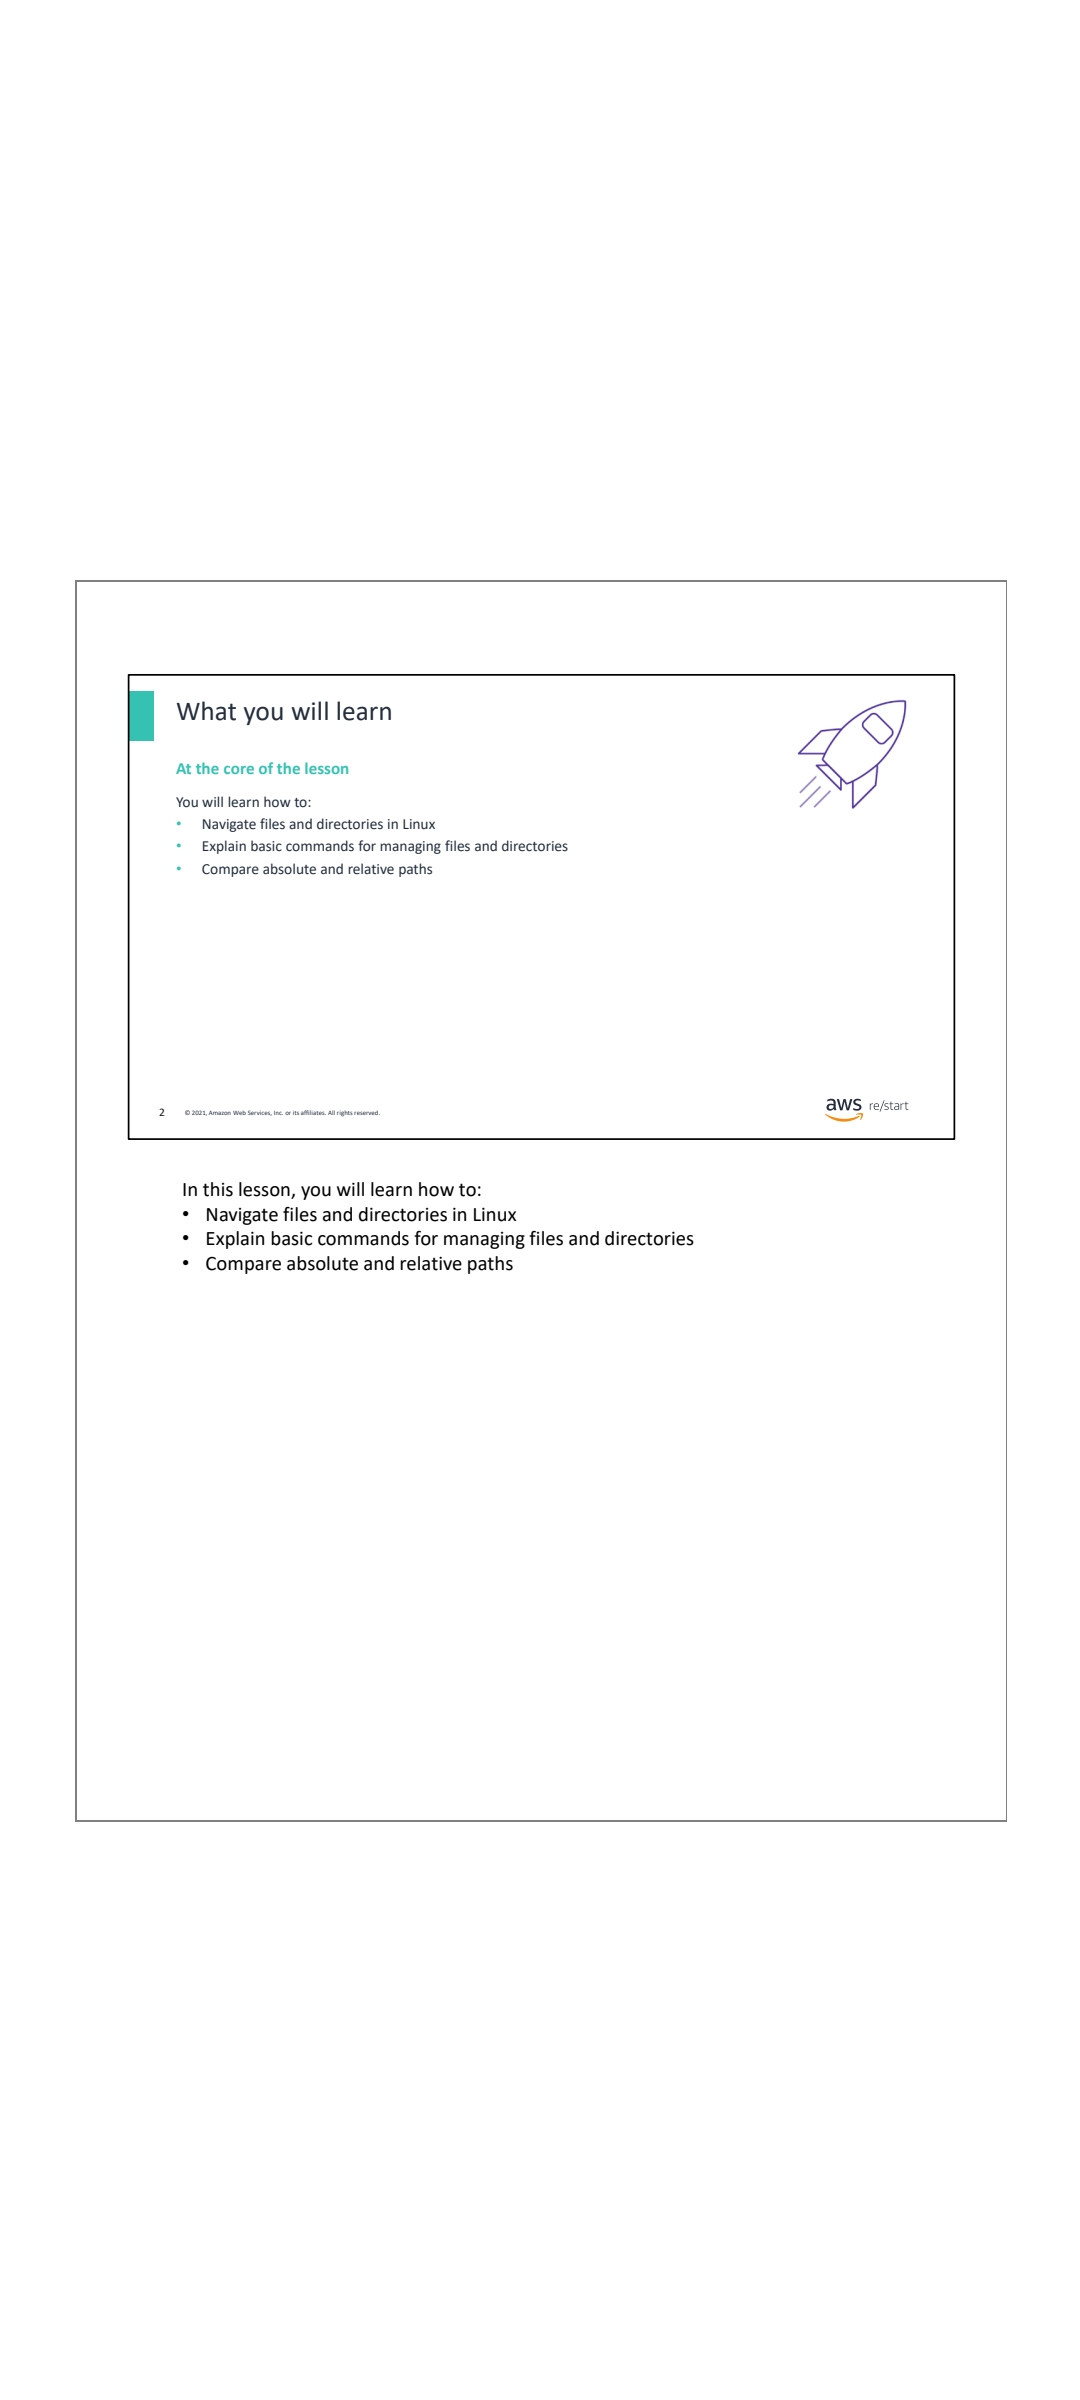 What you will learn
At the core of the lesson
You will learn how to:
• Navigate files and directories in Linux
• Explain basic commands for managing files and directories
• Compare absolute and relative paths
2 © 2021, Amazon Web Services, Inc. or its affiliates. All rights reserved.
aws re/start
In this lesson, you will learn how to:
• Navigate files and directories in Linux
• Explain basic commands for managing files and directories
• Compare absolute and relative paths